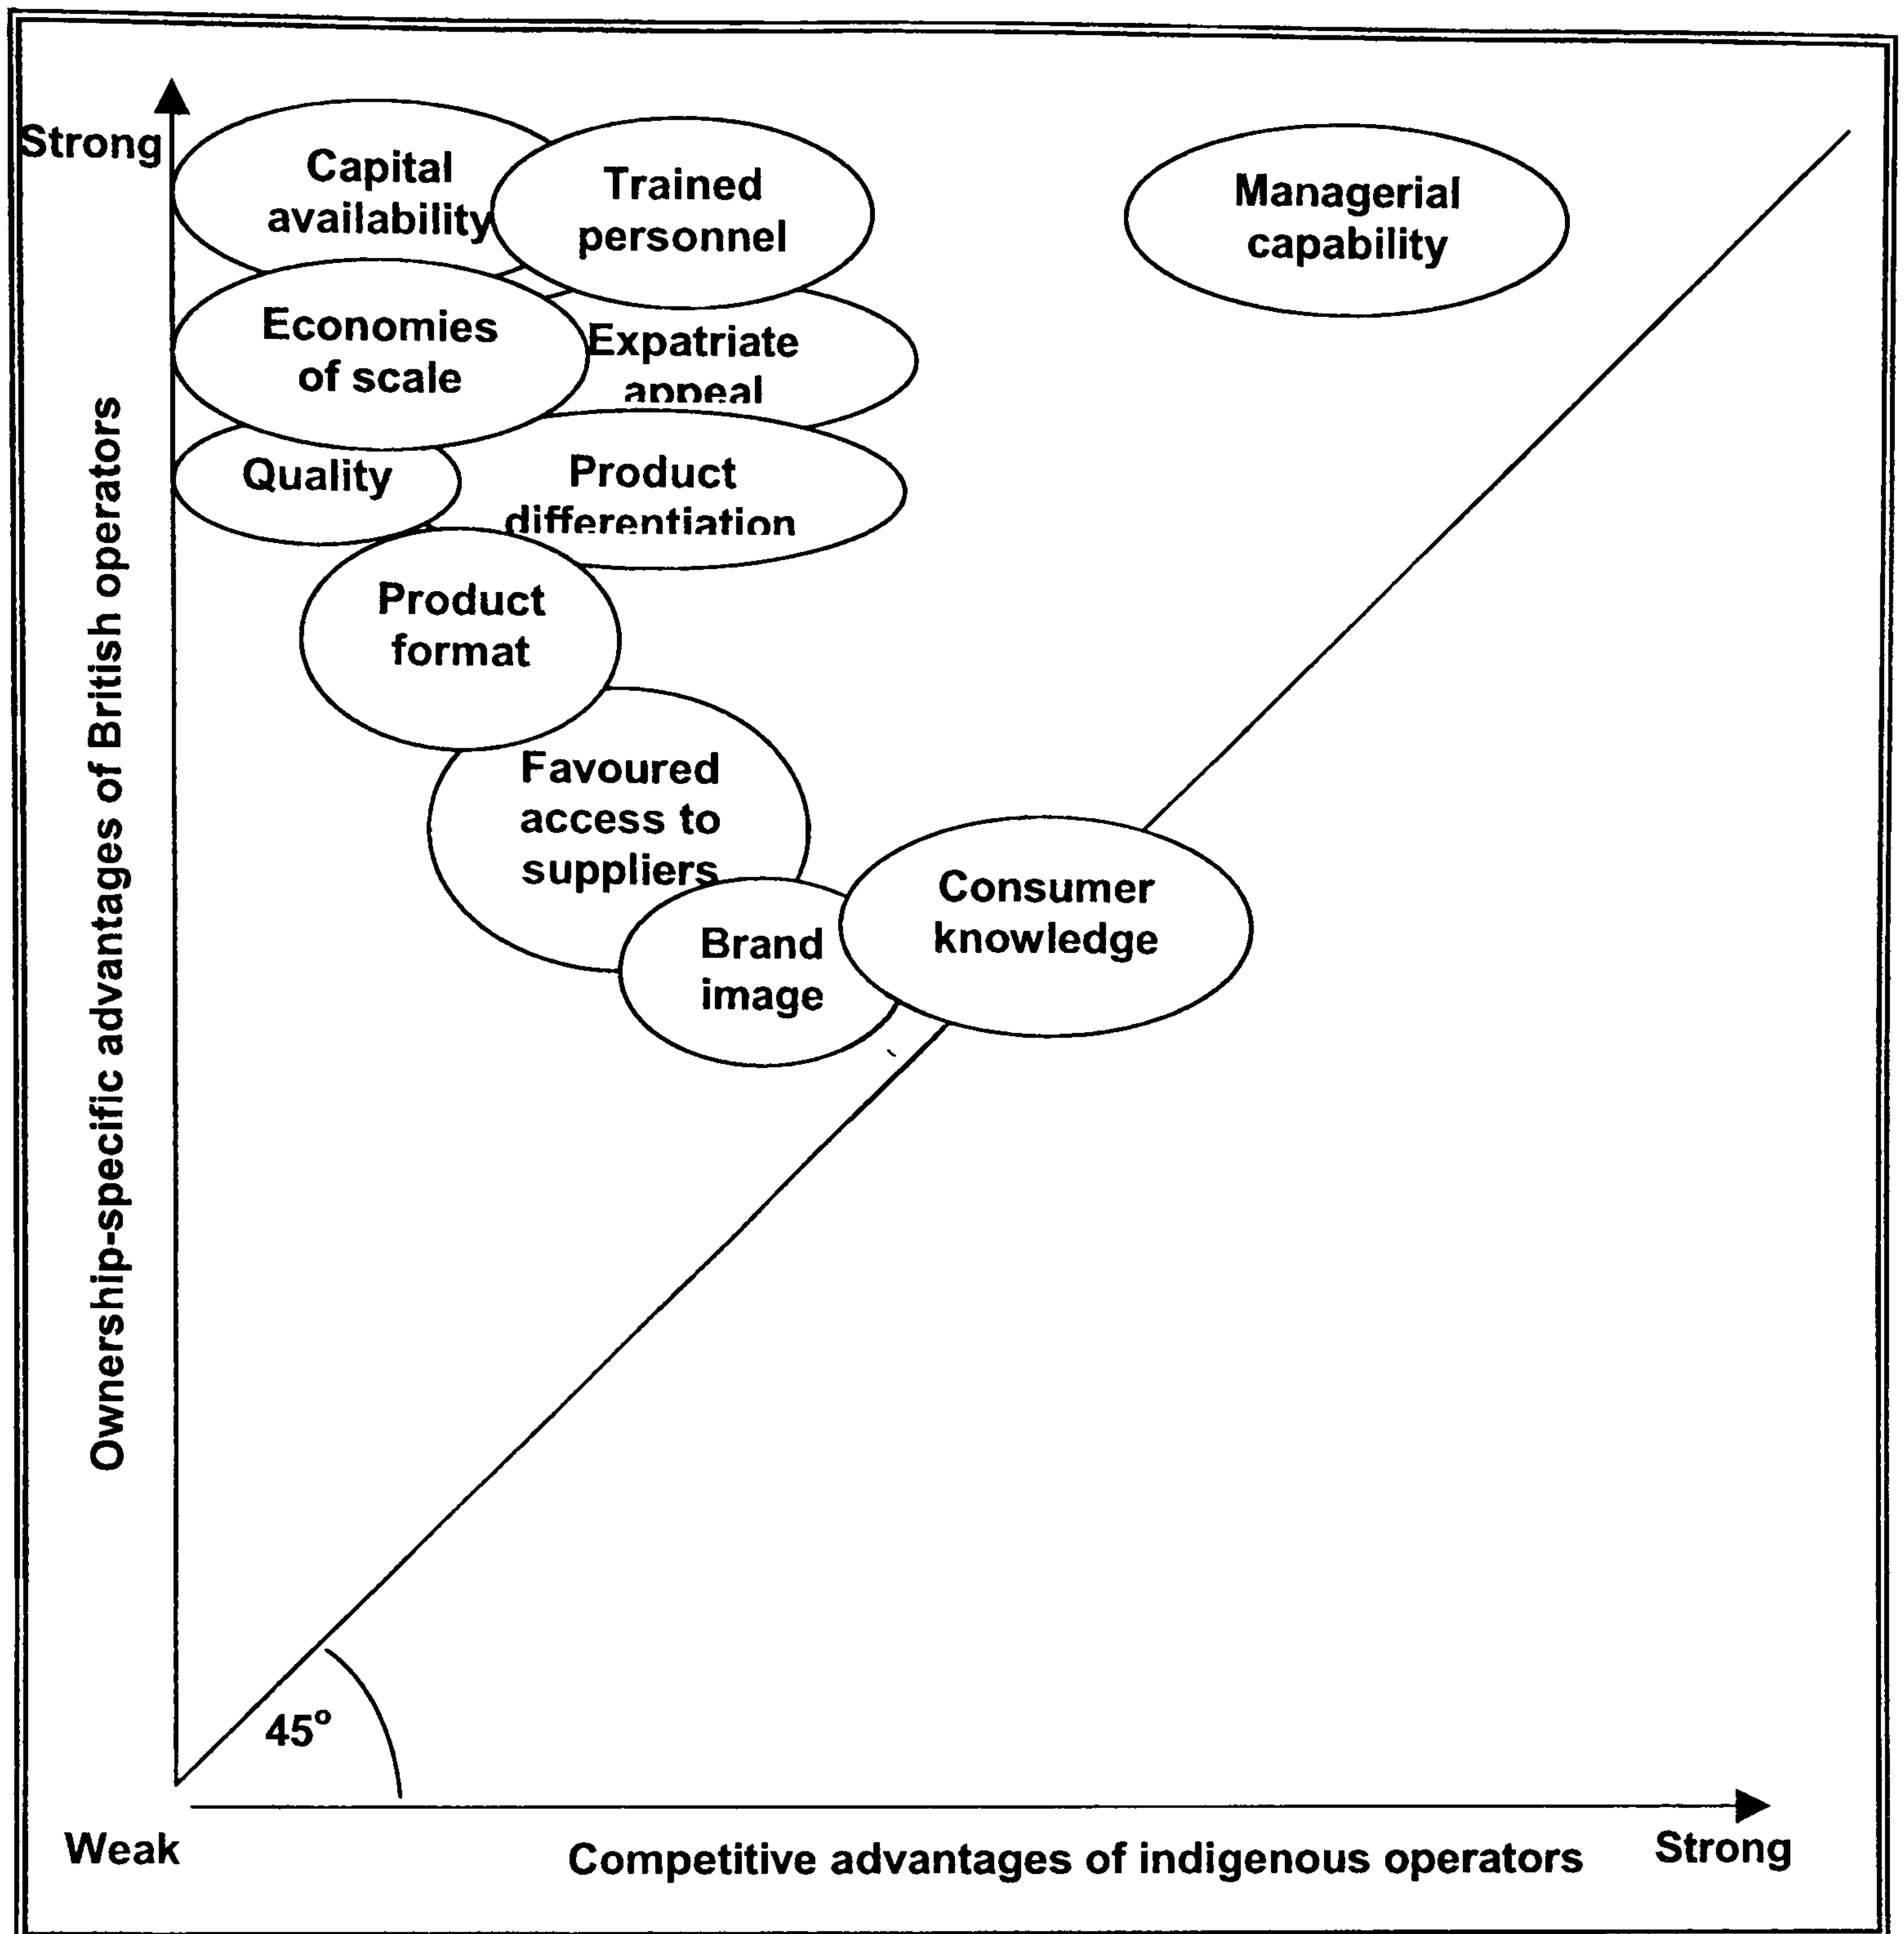 Strong
Capital
availability
Trained
personnel
Managerial
capability
Economies
of scale
Expatriate
appeal
Quality
Product
differentiation
Product
format
Favoured
access to
suppliers
Brand
image
Consumer
knowledge
Ownership-specific advantages of British operators
45°
Weak
Competitive advantages of indigenous operators
Strong